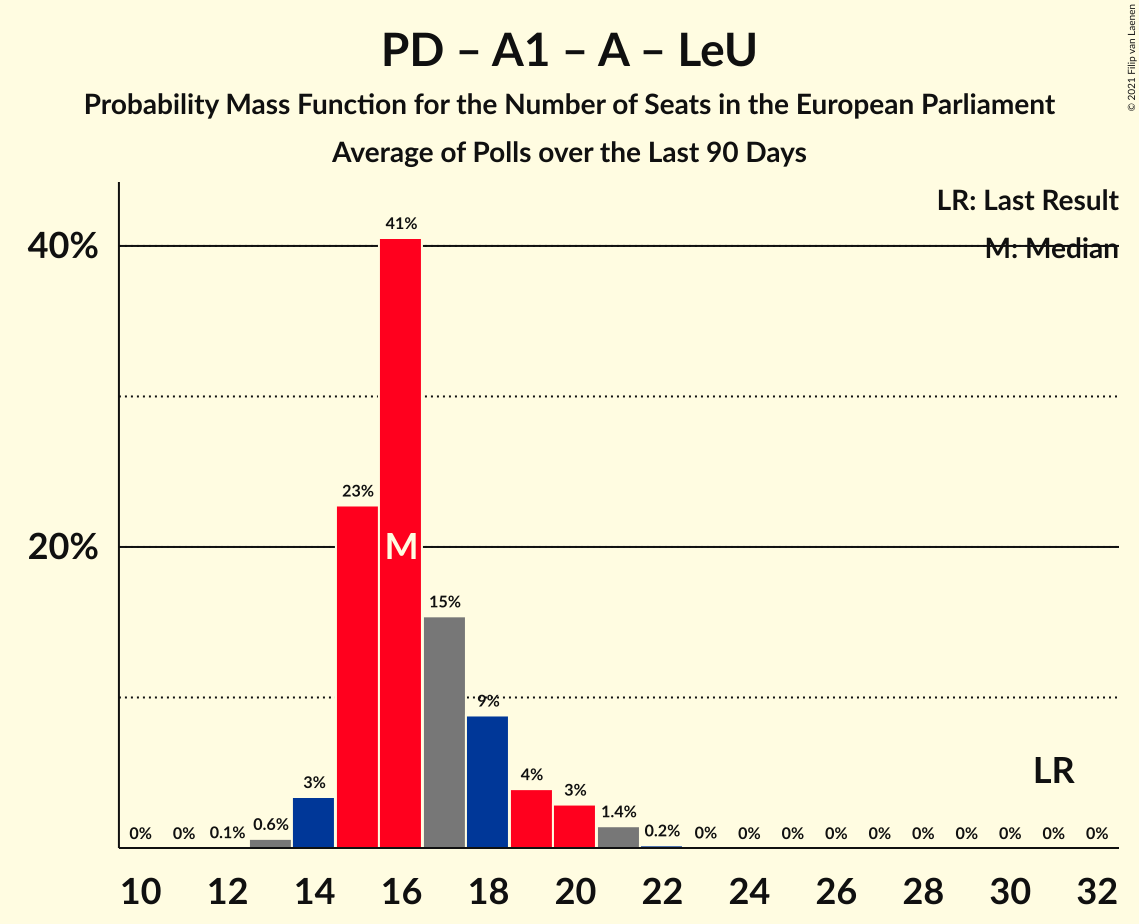 PD – A1 – A – LeU
Probability Mass Function for the Number of Seats in the European Parliament
Average of Polls over the Last 90 Days
© 2021 Filip van Laenen
LR: Last Result
M: Median
41%
40%
23%
M
20%
15%
9%
LR
3%
4%
3%
0% 0% 0.1% 0.6% 1.4% 0.2% 0% 0% 0% 0% 0% 0% 0% 0% 0% 0%
10 12 14 16 18 20 22 24 26 28 30 32